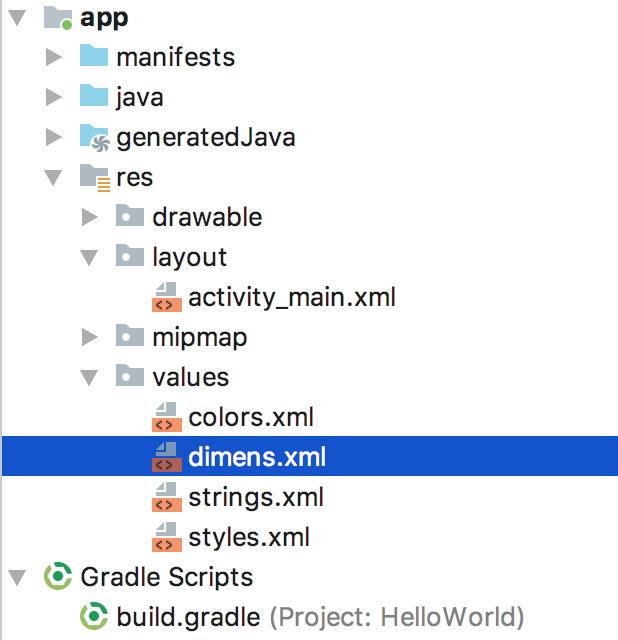 app
manifests
java
generatedJava
res
drawable
layout
activity_main.xml
mipmap
values
colors.xml
dimens.xml
strings.xml
styles.xml
Gradle Scripts
build.gradle (Project: HelloWorld)